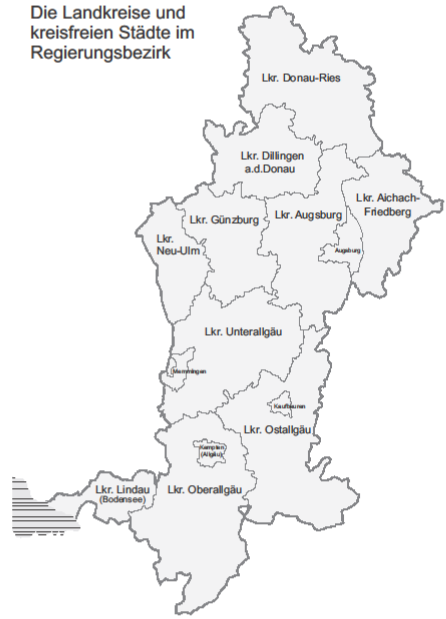 Die Landkreise und
kreisfreien Städte im
Regierungsbezirk
Lkr. Donau-Ries
Lkr. Dillingen
a.d.Donau
Lkr. Aichach-
Friedberg
Lkr. Günzburg
Lkr. Augsburg
Lkr.
Neu-Ulm
Augsburg
Lkr. Unterallgäu
Memmingen
Kaufbeuren
Lkr. Ostallgäu
Kempten
(Allgäu)
Lkr. Lindau
(Bodensee)
Lkr. Oberallgäu